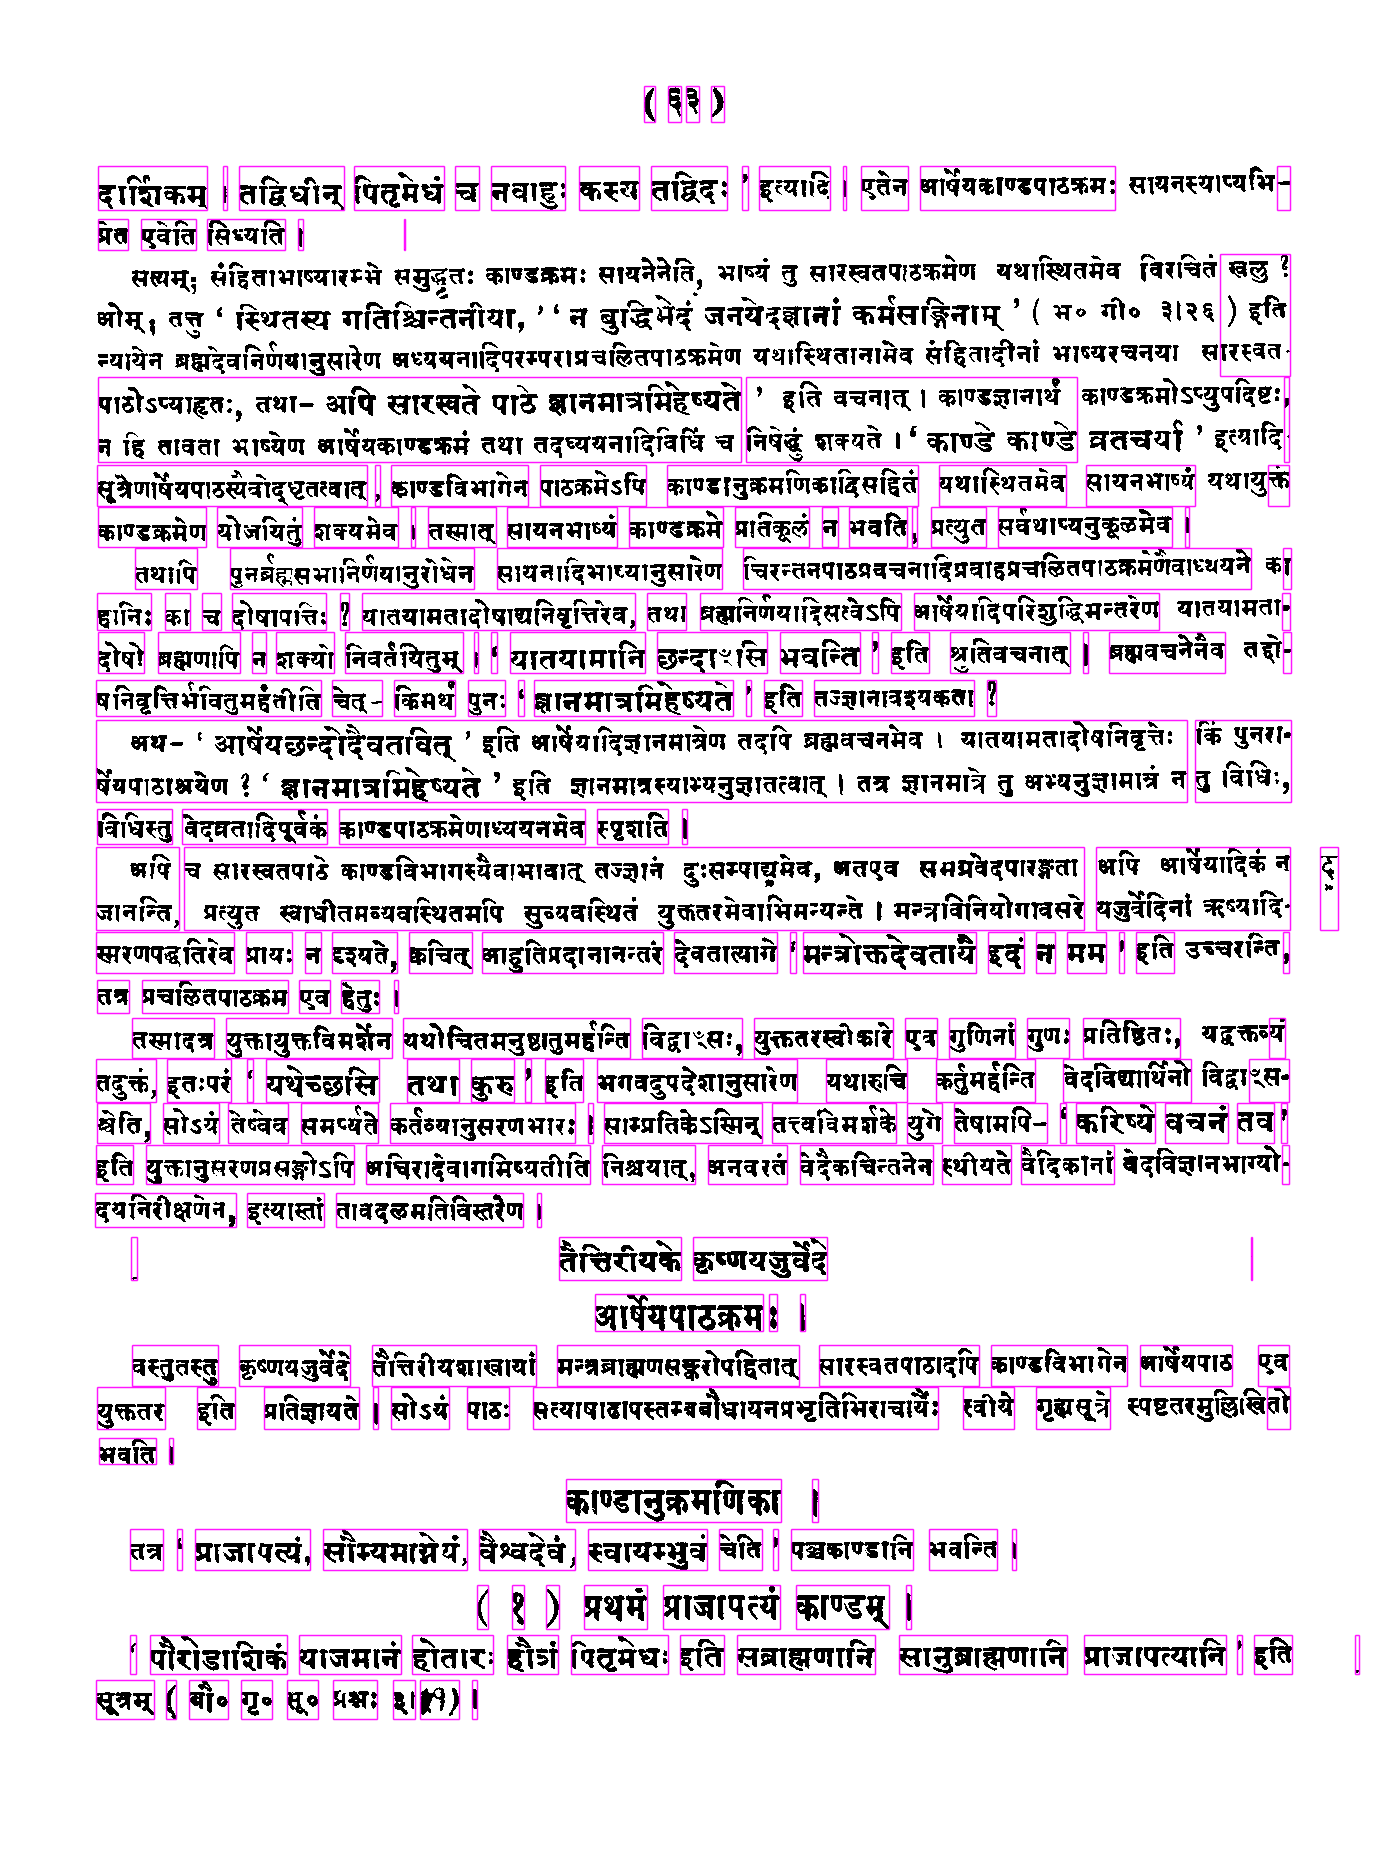 ( ३३ )
दार्शिकम् । तद्विधीन् पितृमेधं च नवाहुः कस्य तद्विदः ’ इत्यादि । एतेन आर्षेयकाण्डपाठक्रमः सायनस्याप्यभि-
प्रेत एवेति सिध्यति ।
सत्यम्; संहिताभाष्यारम्भे समुद्धृतः काण्डक्रमः सायनेनेति, भाष्यं तु सारस्वतपाठक्रमेण यथास्थितमेव विरचितं खलु ?
ओम्, तत्तु ‘ स्थितस्य गतिश्चिन्तनीया, ’ ‘ न बुद्धिभेदं जनयेदज्ञानां कर्मसङ्गिनाम् ’ ( भ० गी० ३।२६ ) इति
न्यायेन ब्रह्मदेवनिर्णयानुसारेण अध्ययनादिपरम्पराप्रचलितपाठक्रमेण यथास्थितानामेव संहितादीनां भाष्यरचनया सारस्वत-
पाठोऽप्याहृतः, तथा- अपि सारस्वते पाठे ज्ञानमात्रमिहेष्यते ’ इति वचनात् । काण्डज्ञानार्थं काण्डक्रमोऽप्युपदिष्टः,
न हि तावता भाष्येण आर्षेयकाण्डक्रमं तथा तदध्ययनादिविधिं च निषेद्धुं शक्यते । ‘ काण्डे काण्डे व्रतचर्या ’ इत्यादि-
सूत्रेणार्षेयपाठस्यैवोद्धृतत्वात् , काण्डविभागेन पाठक्रमेऽपि काण्डानुक्रमणिकादिसहितं यथास्थितमेव सायनभाष्यं यथायुक्तं
काण्डक्रमेण योजयितुं शक्यमेव । तस्मात् सायनभाष्यं काण्डक्रमे प्रतिकूलं न भवति, प्रत्युत सर्वथाप्यनुकूलमेव ।
तथापि पुनर्ब्रह्मसभानिर्णयानुरोधेन सायनादिभाष्यानुसारेण चिरन्तनपाठप्रवचनादिप्रवाहप्रचलितपाठक्रमेणैवाध्ययने का
हानिः का च दोषापत्तिः ? यातयामतादोषाद्यनिवृत्तिरेव, तथा ब्रह्मनिर्णयादिसत्वेऽपि आर्षेयादिपरिशुद्धिमन्तरेण यातयामता-
दोषो ब्रह्मणापि न शक्यो निवर्तयितुम् । ‘ यातयामानि छन्दाꣳसि भवन्ति ’ इति श्रुतिवचनात् । ब्रह्मवचनेनैव तद्दो-
षनिवृत्तिर्भवितुमर्हतीति चेत्- किमर्थं पुनः ‘ ज्ञानमात्रमिहेष्यते ’ इति तज्ज्ञानावश्यकता ?
अथ- ‘ आर्षेयछन्दोदैवतावित् ’ इति आर्षेयादिज्ञानमात्रेण तदपि ब्रह्मवचनमेव । यातयामतादोषनिवृत्तेः किं पुनरा-
र्षेयपाठाश्रयेण ? ‘ ज्ञानमात्रमिहेष्यते ’ इति ज्ञानमात्रस्याभ्यनुज्ञातत्वात् । तत्र ज्ञानमात्रे तु अभ्यनुज्ञामात्रं न तु विधिः,
विधिस्तु वेदव्रतादिपूर्वकं काण्डपाठक्रमेणाध्ययनमेव स्पृशति ।
अपि च सारस्वतपाठे काण्डविभागस्यैवाभावात् तज्ज्ञानं दुःसम्पाद्यमेव, अतएव समग्रवेदपारङ्गता अपि आर्षेयादिकं न
जानन्ति, प्रत्युत स्वाधीतमव्यवस्थितमपि सुव्यवस्थितं युक्ततरमेवाभिमन्यन्ते । मन्त्रविनियोगावसरे यजुर्वेदिनां ऋष्यादि-
स्मरणपद्धतिरेव प्रायः न दृश्यते, क्वचित् आहुतिप्रदानानन्तरं देवतात्यागे ‘ मन्त्रोक्तदेवतायै इदं न मम ’ इति उच्चरन्ति,
तत्र प्रचलितपाठक्रम एव हेतुः ।
तस्मादत्र युक्तायुक्तविमर्शेन यथोचितमनुष्ठातुमर्हन्ति विद्वाꣳसः, युक्ततरस्वीकारे एव गुणिनां गुणः प्रतिष्ठितः, यद्वक्तव्यं
तदुक्तं, इतःपरं ‘ यथेच्छसि तथा कुरु ’ इति भगवदुपदेशानुसारेण यथारुचि कर्तुमर्हन्ति वेदविद्यार्थिनो विद्वाꣳस-
श्चेति, सोऽयं तेष्वेव समर्प्यते कर्तव्यानुसरणभारः । साम्प्रतिकेऽस्मिन् तत्त्वविमर्शके युगे तेषामपि- ‘ करिष्ये वचनं तव ’
इति युक्तानुसरणप्रसङ्गोऽपि अचिरादेवागमिष्यतीति निश्चयात्, अनवरतं वेदैकचिन्तनेन स्थीयते वैदिकानां वेदविज्ञानभाग्यो-
दयनिरीक्षणेन, इत्यास्तां तावदलमतिविस्तरेण ।
तैत्तिरीयके कृष्णयजुर्वेदे
आर्षेयपाठक्रमः ।
वस्तुतस्तु कृष्णयजुर्वेदे तैत्तिरीयशाखायां मन्त्रब्राह्मणसङ्करोपद्दितात् सारस्वतपाठादपि काण्डविभागेन आर्षेयपाठ एव
युक्ततर इति प्रतिज्ञायते । सोऽयं पाठः सत्याषाढापस्तम्बबौधायनप्रभृतिभिराचार्यैः स्वीये गृह्यसूत्रे स्पष्टतरमुल्लिखितो
भवति ।
काण्डानुक्रमणिका ।
तत्र ‘ प्राजापत्यं, सौम्यमाग्नेयं, वैश्वदेवं, स्वायम्भुवं चेति ’ पञ्चकाण्डानि भवन्ति ।
( १ ) प्रथमं प्राजापत्यं काण्डम् ।
‘ पौरोडाशिकं याजमानं होतारः हौत्रं पितृमेधः इति सब्राह्मणानि सानुब्राह्मणानि प्राजापत्यानि ’ इति
सूत्रम् ( बौ० गृ० सू० प्रश्नः ३।१) ।